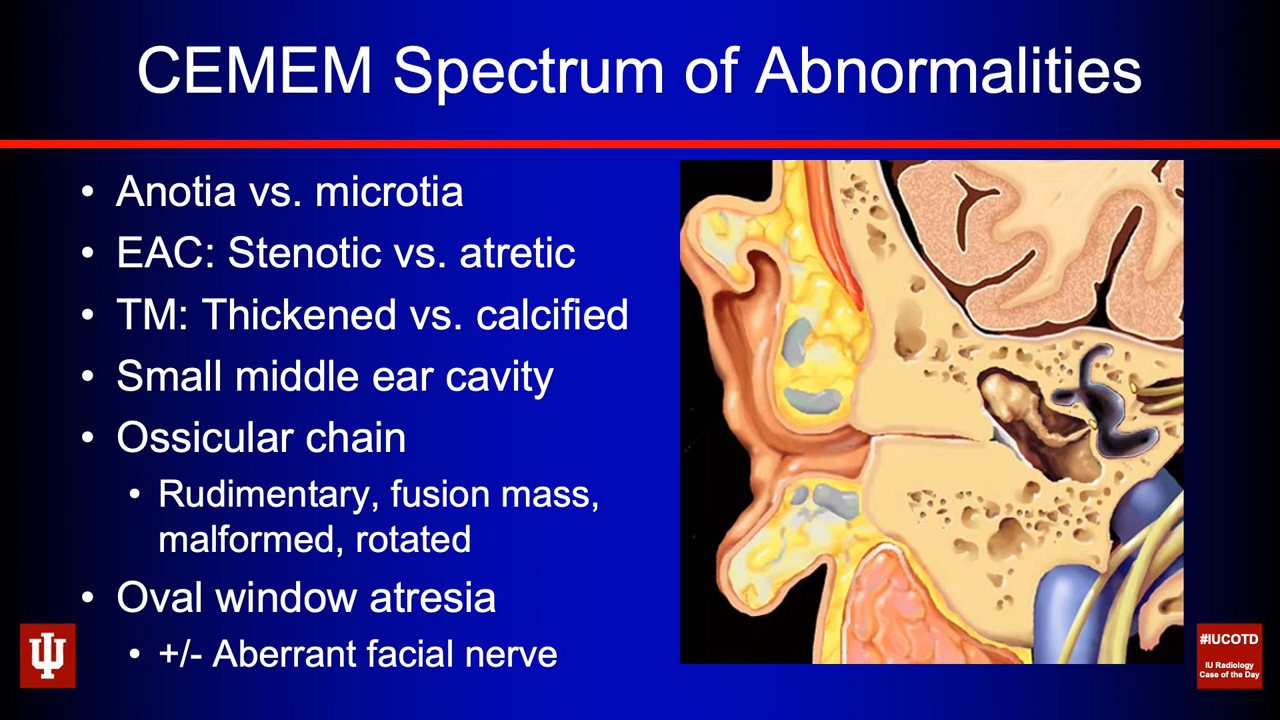 CEMEM Spectrum of Abnormalities
• Anotia vs. microtia
• EAC: Stenotic vs. atretic
• TM: Thickened vs. calcified
• Small middle ear cavity
• Ossicular chain
• Rudimentary, fusion mass,
malformed, rotated
• Oval window atresia
• +/- Aberrant facial nerve
#IUCOTD
IU Radiology
Case of the Day